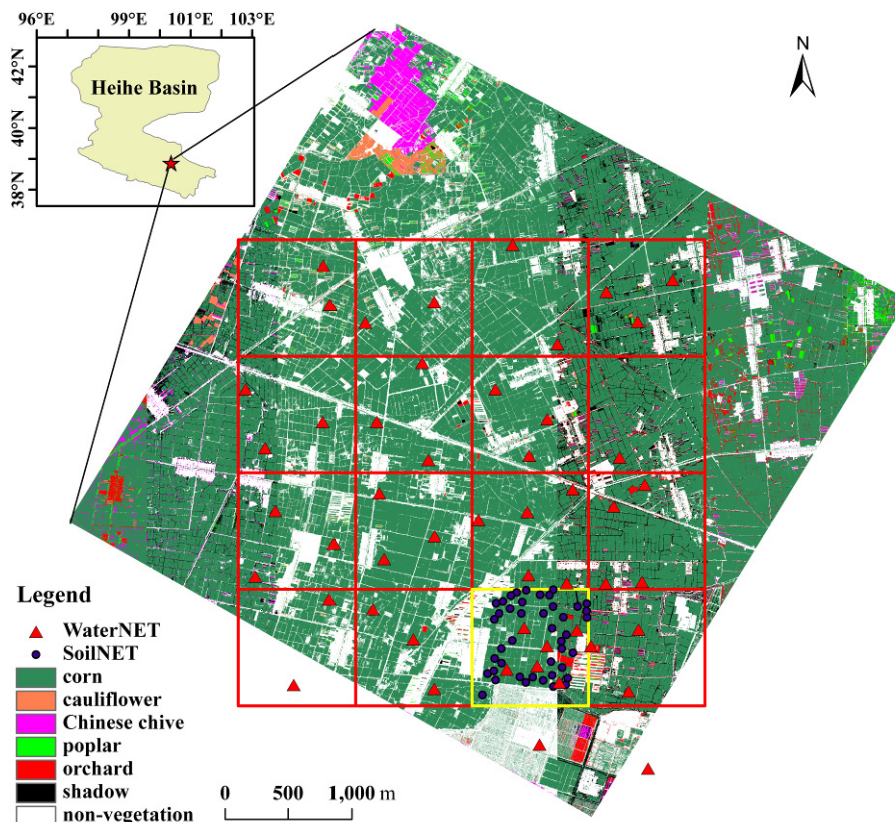 96°E 99°E 101°E 103°E
42°N
40°N
38°N
Heihe Basin
N
Legend
WaterNET
SoilNET
corn
cauliflower
Chinese chive
poplar
orchard
shadow
non-vegetation
0 500 1,000 m